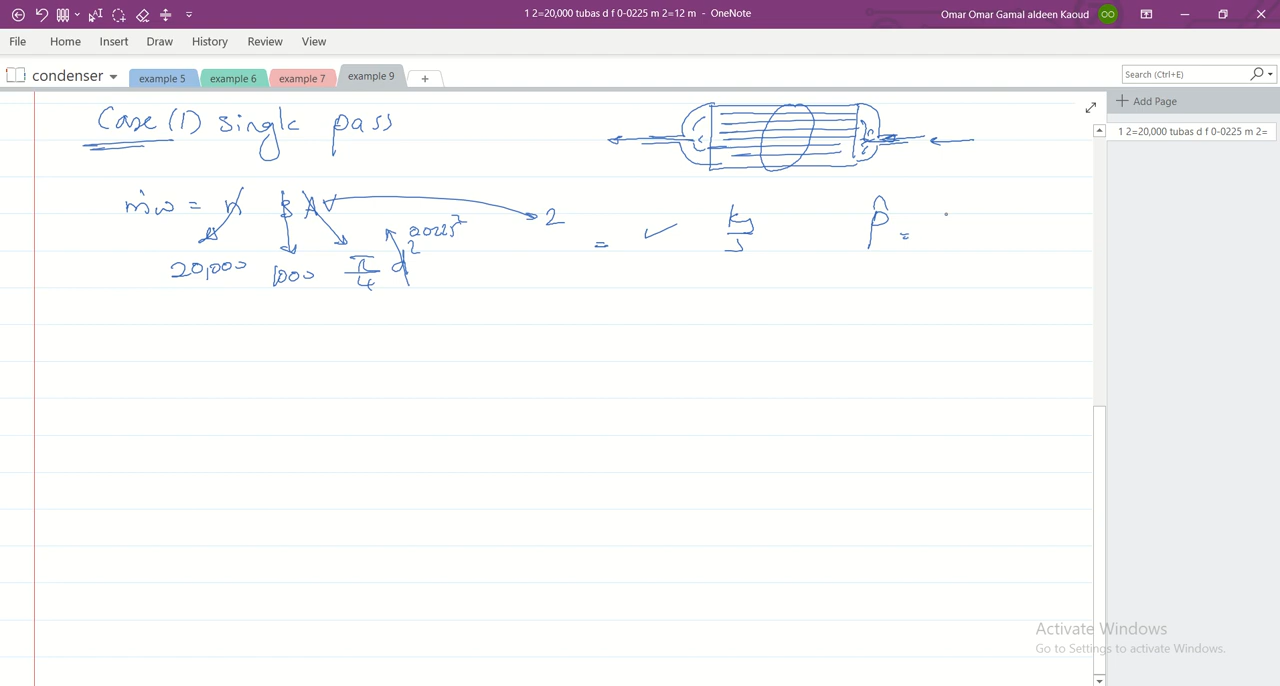 1 2=20,000 tubas d f 0-0225 m 2=12 m - OneNote
Omar Omar Gamal aldeen Kaoud OO
File Home Insert Draw History Review View
condenser example 5 example 6 example 7 example 9 +
Search (Ctrl+E)
Add Page
1 2=20,000 tubas d f 0-0225 m 2=
Case (1) single pass
ṁw = n ρ A V 2 = ✓ kg/s P̂ =
20,000 1000 π/4 d²
Activate Windows
Go to Settings to activate Windows.